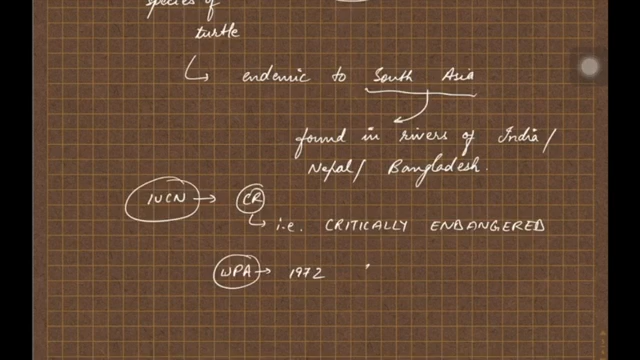 species of
turtle
↳ endemic to South Asia
found in rivers of India/
Nepal/ Bangladesh.
IUCN → CR
↳ i.e. CRITICALLY ENDANGERED
WPA → 1972